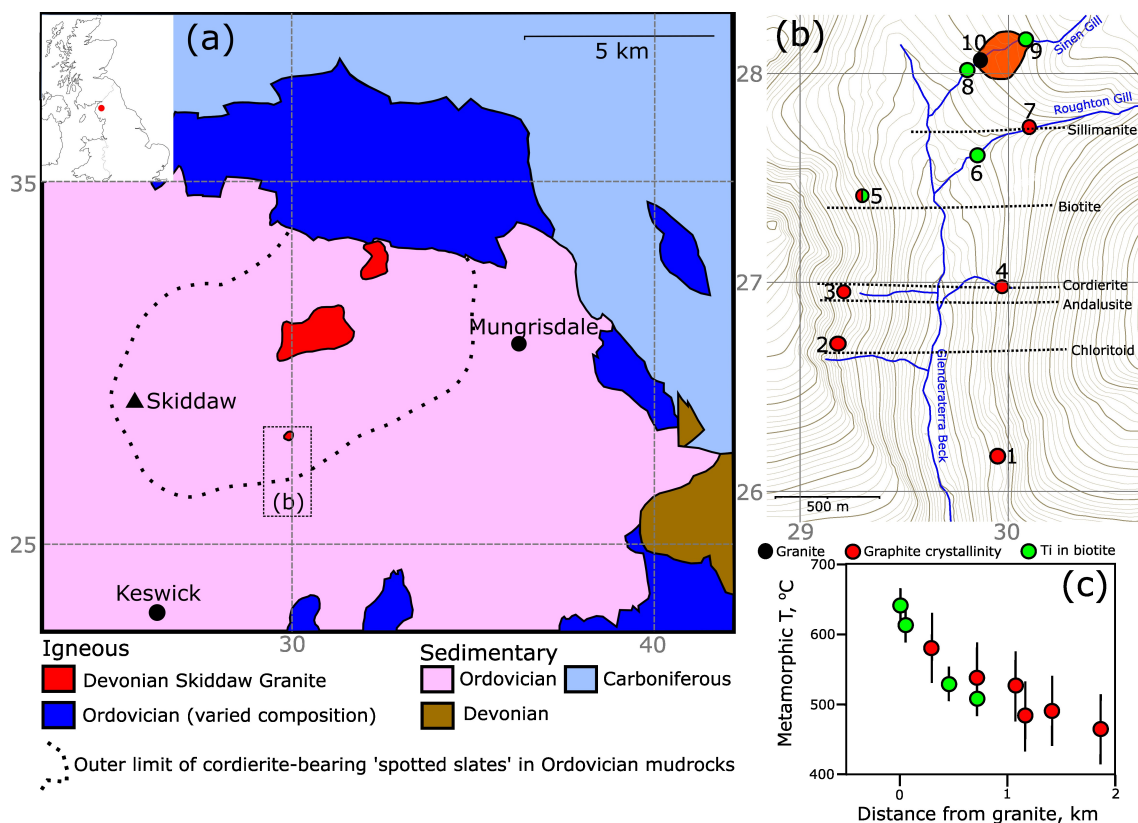 (a)
5 km
35
Mungrisdale
Skiddaw
(b)
25
Keswick
30
40
Igneous
Devonian Skiddaw Granite
Ordovician (varied composition)
Sedimentary
Ordovician
Carboniferous
Devonian
Outer limit of cordierite-bearing 'spotted slates' in Ordovician mudrocks
(b)
10
9
Sinen Gill
28
8
7
Roughton Gill
Sillimanite
6
5
Biotite
27
4
3
Cordierite
Andalusite
2
Chloritoid
Glenderaterra Beck
1
26
500 m
29
30
Granite
Graphite crystallinity
Ti in biotite
(c)
700
600
500
400
Metamorphic T, °C
0
1
2
Distance from granite, km